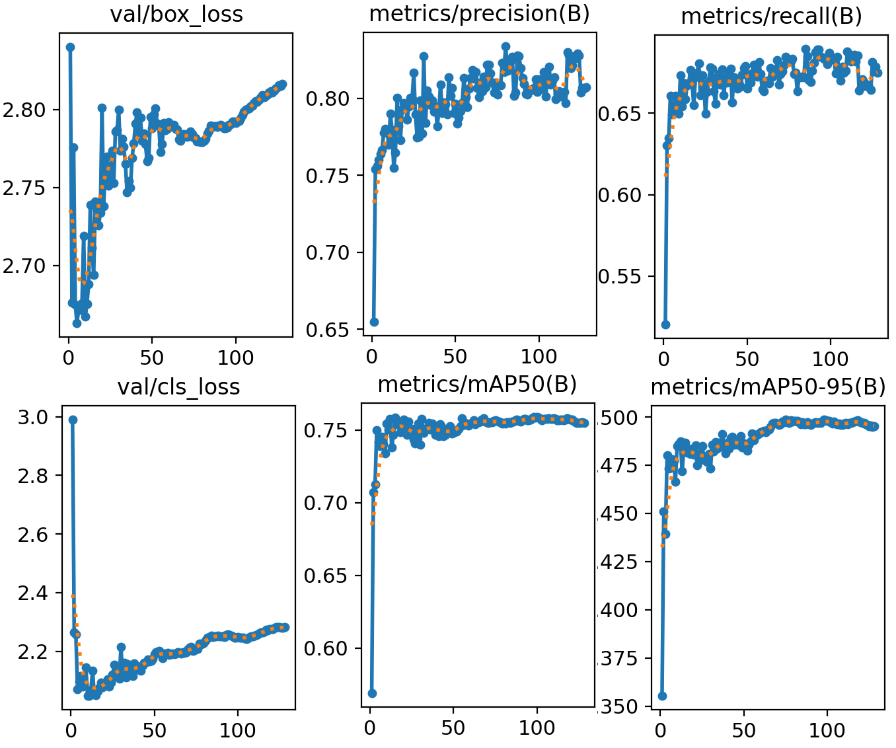 val/box_loss
metrics/precision(B)
metrics/recall(B)
2.80
2.75
2.70
0.80
0.75
0.70
0.65
0.65
0.60
0.55
0 50 100
0 50 100
0 50 100
val/cls_loss
metrics/mAP50(B)
metrics/mAP50-95(B)
3.0
2.8
2.6
2.4
2.2
0.75
0.70
0.65
0.60
.500
.475
.450
.425
.400
.375
.350
0 50 100
0 50 100
0 50 100